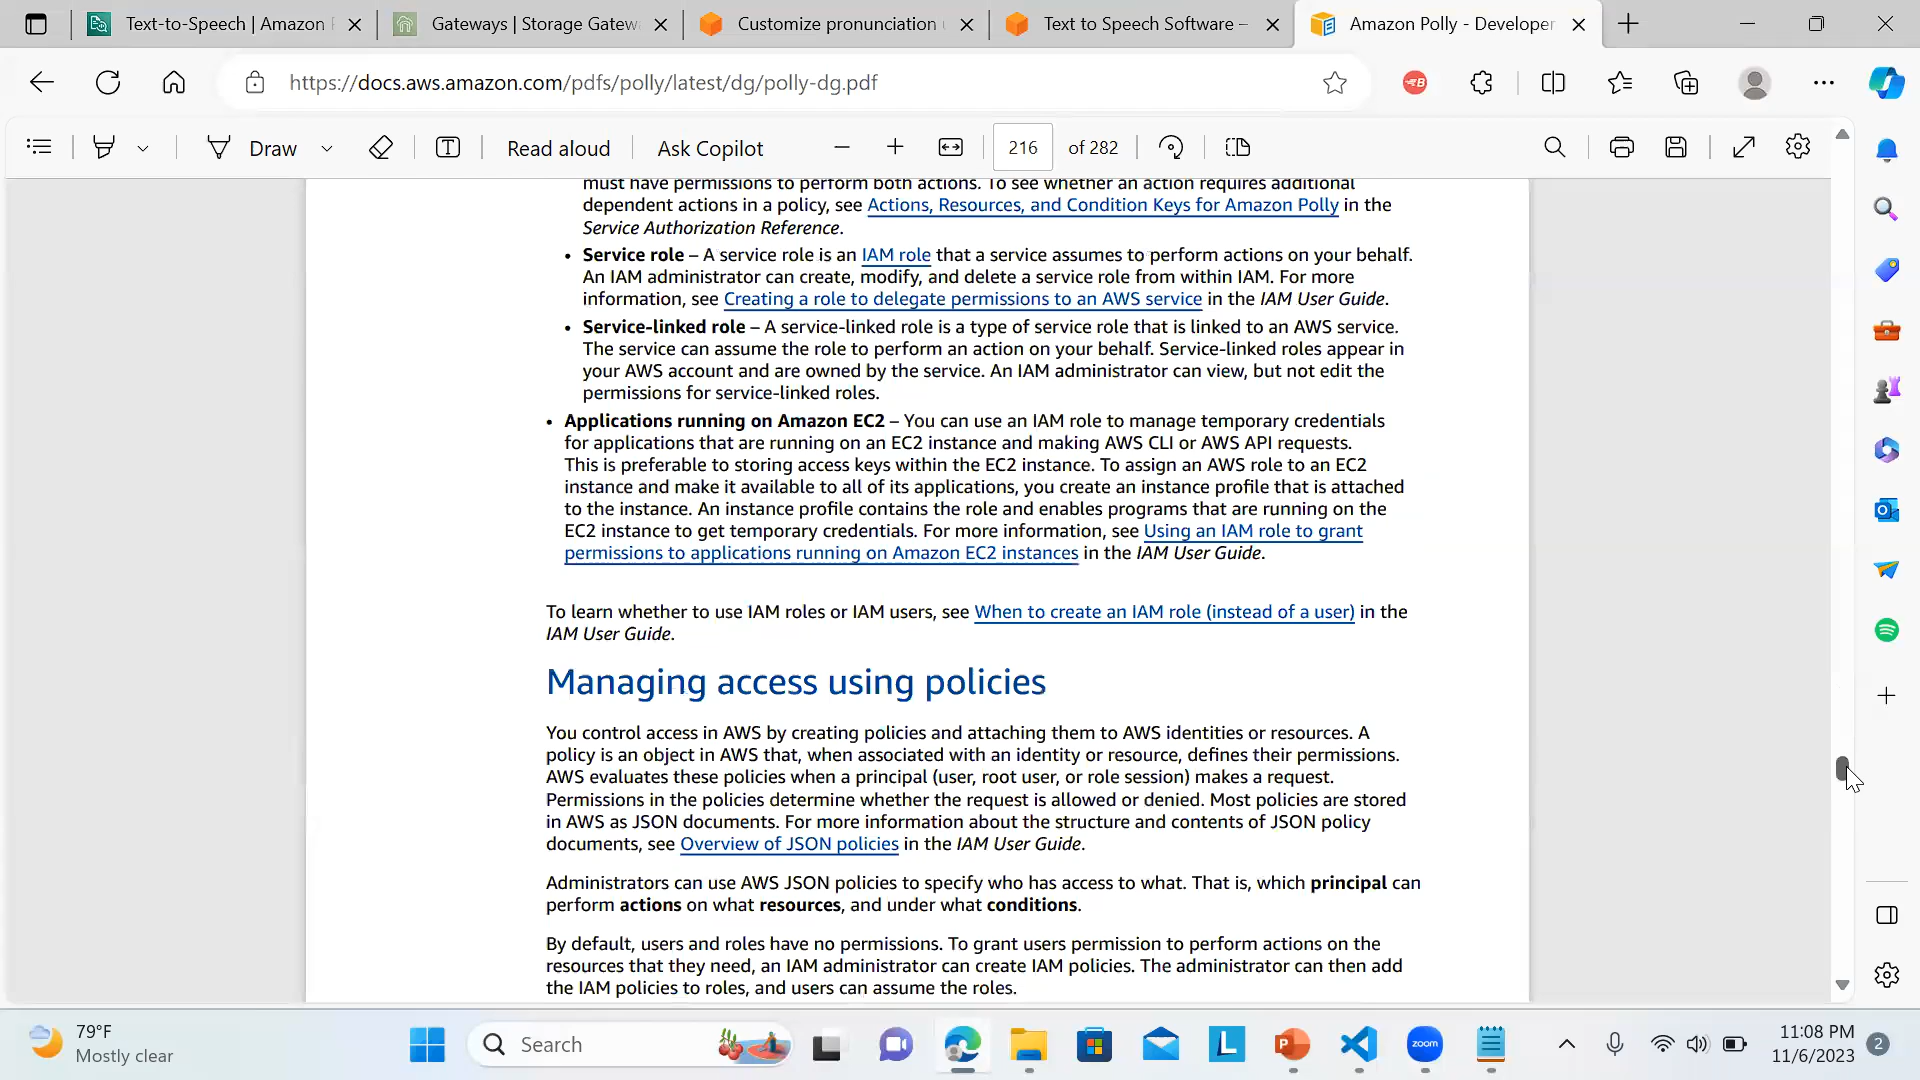 Text-to-Speech | Amazon
Gateways | Storage Gatew
Customize pronunciation
Text to Speech Software –
Amazon Polly - Developer
https://docs.aws.amazon.com/pdfs/polly/latest/dg/polly-dg.pdf
Draw
Read aloud
Ask Copilot
216
of 282
must have permissions to perform both actions. To see whether an action requires additional
dependent actions in a policy, see Actions, Resources, and Condition Keys for Amazon Polly in the
Service Authorization Reference.
• Service role – A service role is an IAM role that a service assumes to perform actions on your behalf.
An IAM administrator can create, modify, and delete a service role from within IAM. For more
information, see Creating a role to delegate permissions to an AWS service in the IAM User Guide.
• Service-linked role – A service-linked role is a type of service role that is linked to an AWS service.
The service can assume the role to perform an action on your behalf. Service-linked roles appear in
your AWS account and are owned by the service. An IAM administrator can view, but not edit the
permissions for service-linked roles.
• Applications running on Amazon EC2 – You can use an IAM role to manage temporary credentials
for applications that are running on an EC2 instance and making AWS CLI or AWS API requests.
This is preferable to storing access keys within the EC2 instance. To assign an AWS role to an EC2
instance and make it available to all of its applications, you create an instance profile that is attached
to the instance. An instance profile contains the role and enables programs that are running on the
EC2 instance to get temporary credentials. For more information, see Using an IAM role to grant
permissions to applications running on Amazon EC2 instances in the IAM User Guide.
To learn whether to use IAM roles or IAM users, see When to create an IAM role (instead of a user) in the
IAM User Guide.
Managing access using policies
You control access in AWS by creating policies and attaching them to AWS identities or resources. A
policy is an object in AWS that, when associated with an identity or resource, defines their permissions.
AWS evaluates these policies when a principal (user, root user, or role session) makes a request.
Permissions in the policies determine whether the request is allowed or denied. Most policies are stored
in AWS as JSON documents. For more information about the structure and contents of JSON policy
documents, see Overview of JSON policies in the IAM User Guide.
Administrators can use AWS JSON policies to specify who has access to what. That is, which principal can
perform actions on what resources, and under what conditions.
By default, users and roles have no permissions. To grant users permission to perform actions on the
resources that they need, an IAM administrator can create IAM policies. The administrator can then add
the IAM policies to roles, and users can assume the roles.
79°F
Mostly clear
Search
L
zoom
11:08 PM
11/6/2023
2